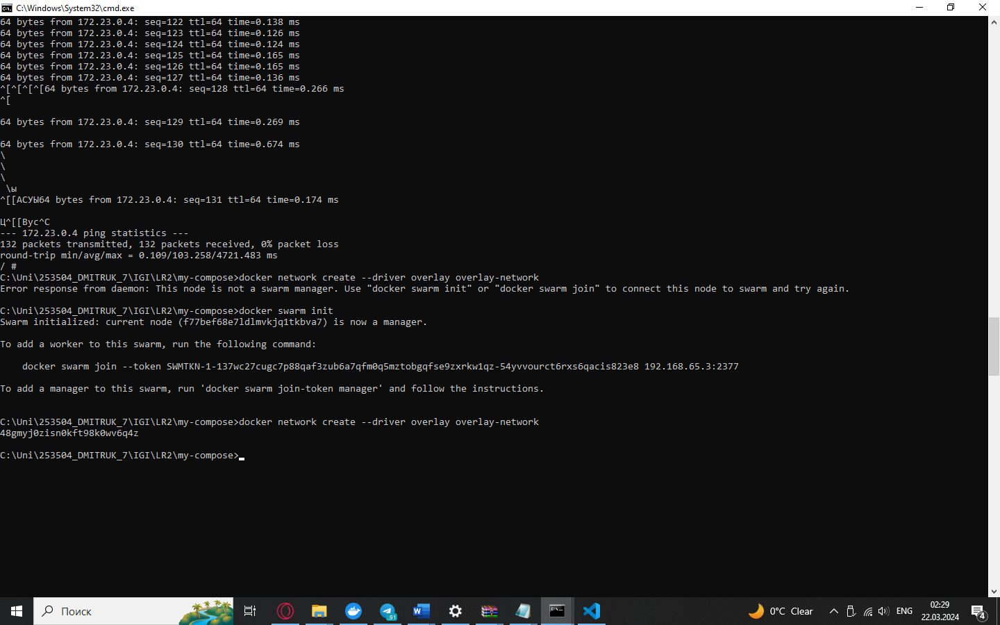 C:\Windows\System32\cmd.exe
64 bytes from 172.23.0.4: seq=122 ttl=64 time=0.138 ms
64 bytes from 172.23.0.4: seq=123 ttl=64 time=0.126 ms
64 bytes from 172.23.0.4: seq=124 ttl=64 time=0.124 ms
64 bytes from 172.23.0.4: seq=125 ttl=64 time=0.165 ms
64 bytes from 172.23.0.4: seq=126 ttl=64 time=0.165 ms
64 bytes from 172.23.0.4: seq=127 ttl=64 time=0.136 ms
^[^[^[^[64 bytes from 172.23.0.4: seq=128 ttl=64 time=0.266 ms
^[
64 bytes from 172.23.0.4: seq=129 ttl=64 time=0.269 ms
64 bytes from 172.23.0.4: seq=130 ttl=64 time=0.674 ms
\
\
\
\ы
^[[АСУЫ64 bytes from 172.23.0.4: seq=131 ttl=64 time=0.174 ms
Ц^[[Вус^C
--- 172.23.0.4 ping statistics ---
132 packets transmitted, 132 packets received, 0% packet loss
round-trip min/avg/max = 0.109/103.258/4721.483 ms
/ #
C:\Uni\253504_DMITRUK_7\IGI\LR2\my-compose>docker network create --driver overlay overlay-network
Error response from daemon: This node is not a swarm manager. Use "docker swarm init" or "docker swarm join" to connect this node to swarm and try again.
C:\Uni\253504_DMITRUK_7\IGI\LR2\my-compose>docker swarm init
Swarm initialized: current node (f77bef68e7ldlmvkjq1tkbva7) is now a manager.
To add a worker to this swarm, run the following command:
docker swarm join --token SWMTKN-1-137wc27cugc7p88qaf3zub6a7qfm0q5mztobgqfse9zxrkw1qz-54yvvourct6rxs6qacis823e8 192.168.65.3:2377
To add a manager to this swarm, run 'docker swarm join-token manager' and follow the instructions.
C:\Uni\253504_DMITRUK_7\IGI\LR2\my-compose>docker network create --driver overlay overlay-network
48gmyj0zisn0kft98k0wv6q4z
C:\Uni\253504_DMITRUK_7\IGI\LR2\my-compose>
Поиск
91
0°C Clear
ENG
02:29
22.03.2024
4